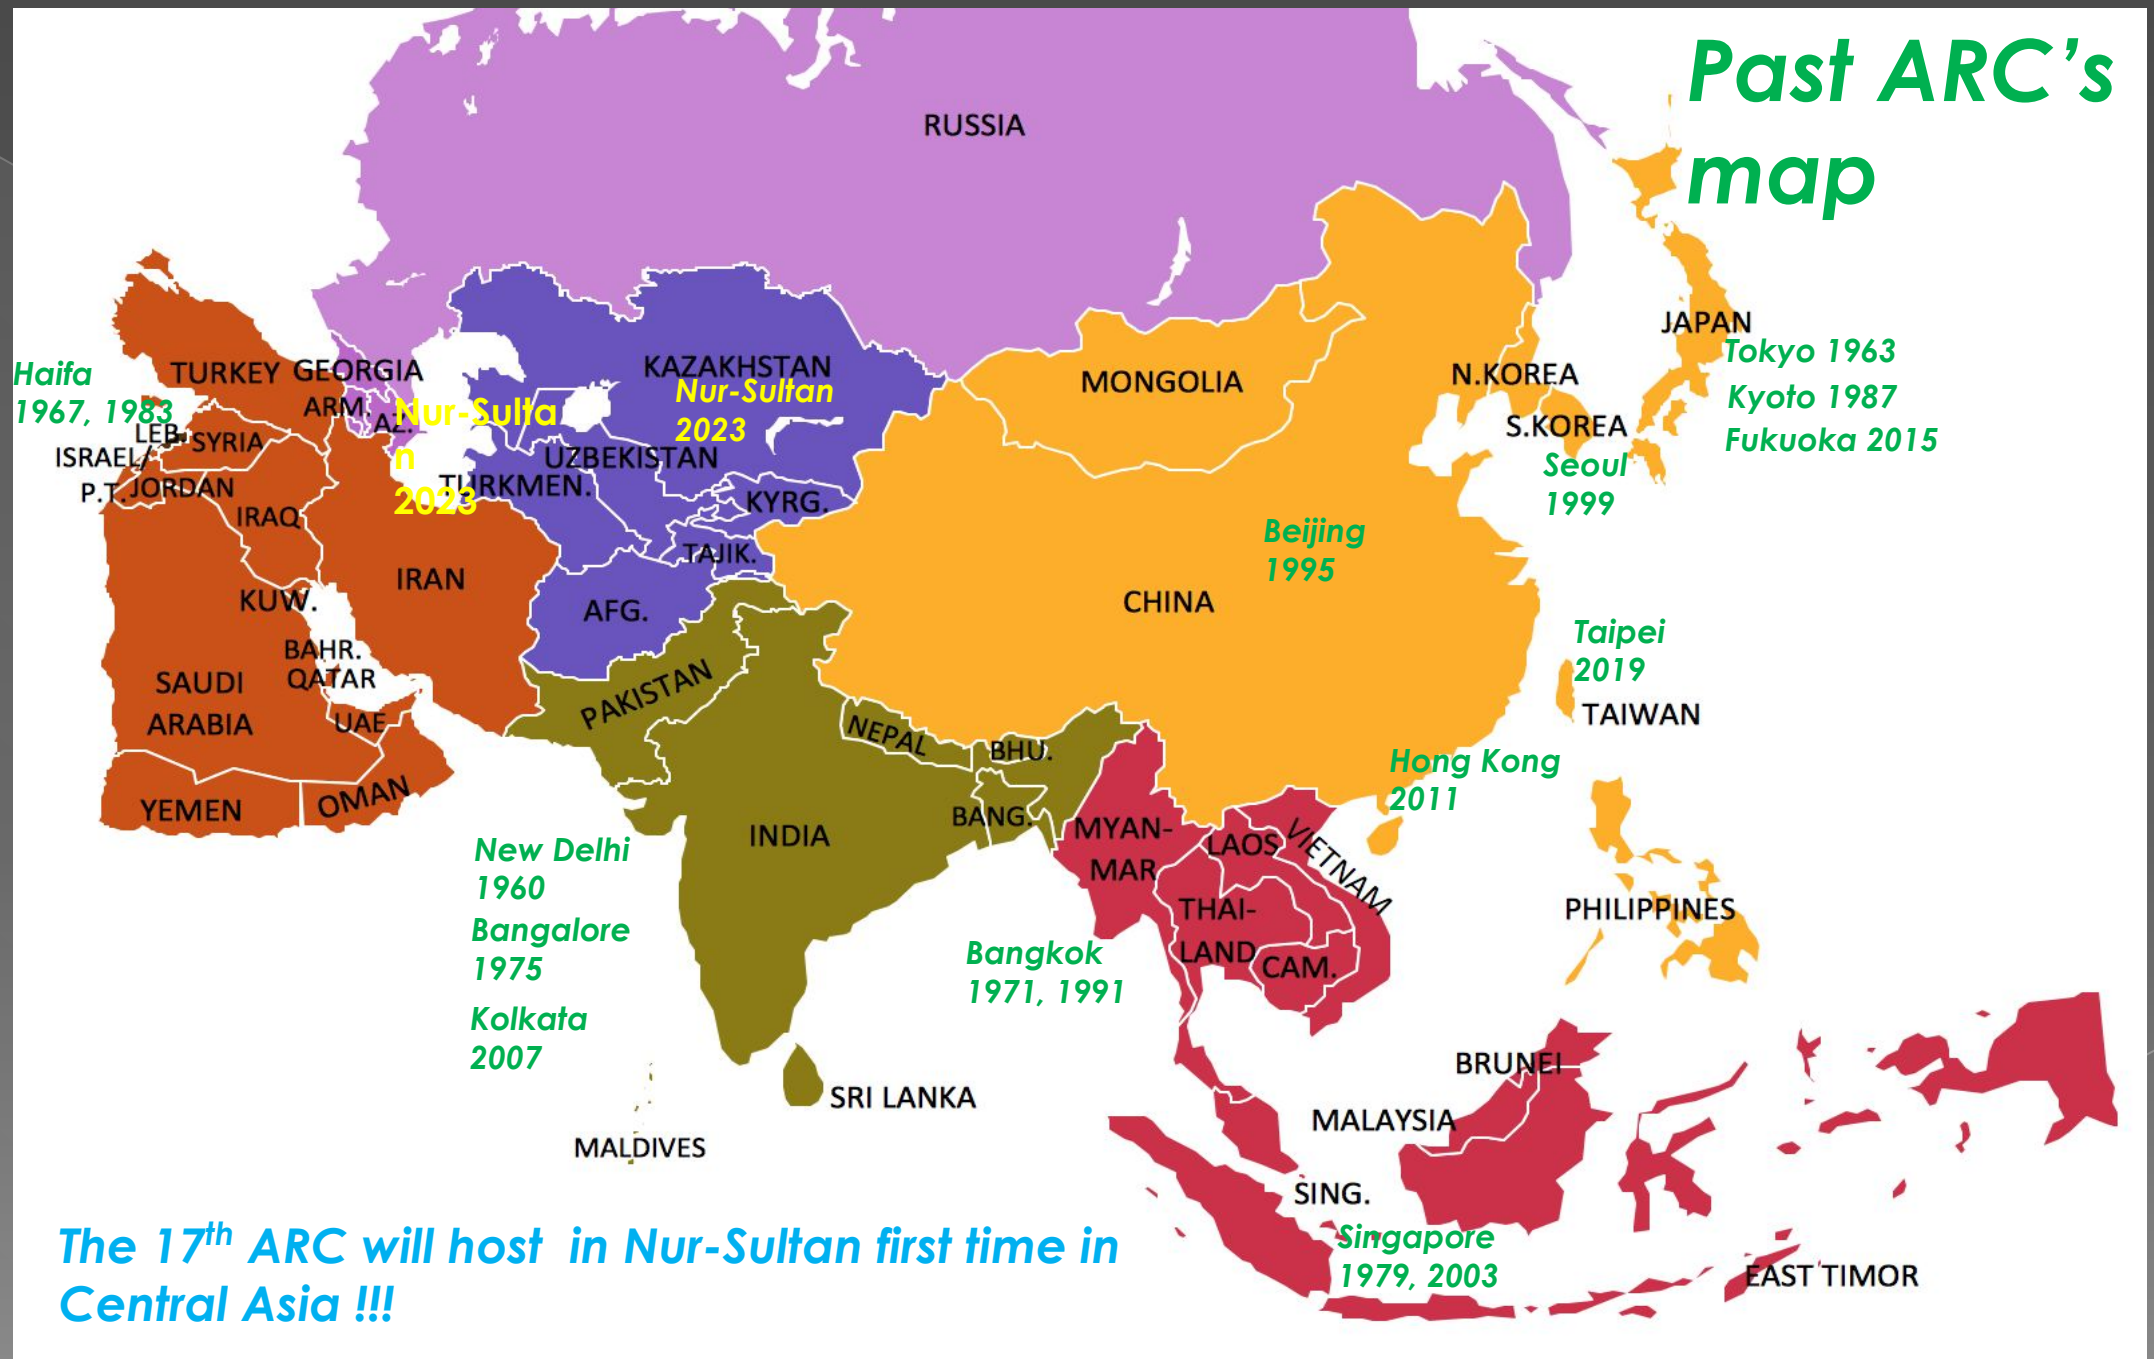 Past ARC's
map
RUSSIA
JAPAN
Tokyo 1963
Kyoto 1987
Fukuoka 2015
KAZAKHSTAN
Nur-Sultan
2023
MONGOLIA
N.KOREA
S.KOREA
Seoul
1999
Haifa
1967, 1983
TURKEY
GEORGIA
ARM.
AZ.
Nur-Sulta
n
2023
LEB.
SYRIA
ISRAEL/
P.T.
JORDAN
IRAQ
UZBEKISTAN
TURKMEN.
KYRG.
TAJIK.
Beijing
1995
CHINA
IRAN
AFG.
KUW.
BAHR.
QATAR
SAUDI
ARABIA
UAE
YEMEN
OMAN
PAKISTAN
NEPAL
BHU.
BANG.
INDIA
Taipei
2019
TAIWAN
Hong Kong
2011
New Delhi
1960
Bangalore
1975
Kolkata
2007
MYAN-
MAR
LAOS
VIETNAM
THAI-
LAND
CAM.
Bangkok
1971, 1991
PHILIPPINES
SRI LANKA
MALDIVES
BRUNEI
MALAYSIA
SING.
Singapore
1979, 2003
EAST TIMOR
The 17th ARC will host  in Nur-Sultan first time in
Central Asia !!!